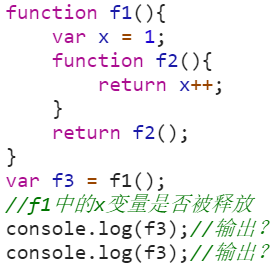 function f1(){
    var x = 1;
    function f2(){
        return x++;
    }
    return f2();
}
var f3 = f1();
//f1中的x变量是否被释放
console.log(f3);//输出?
console.log(f3);//输出?